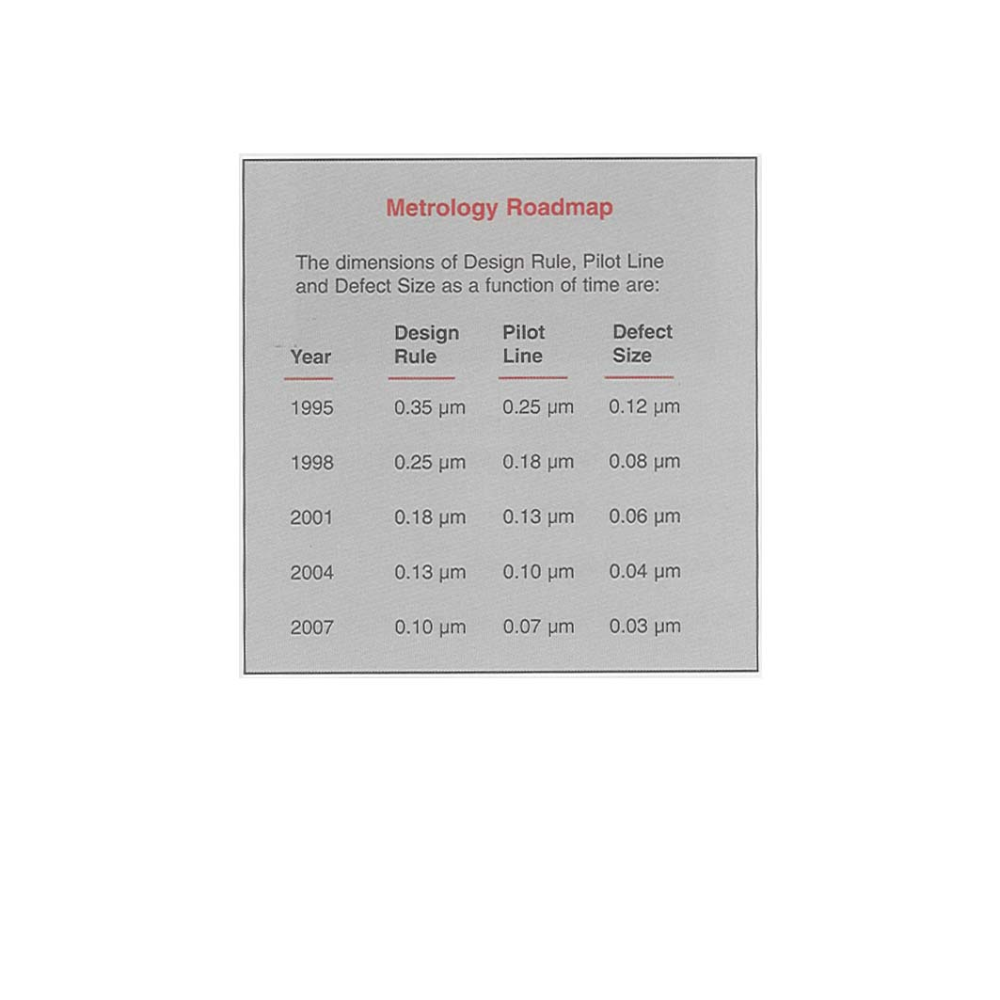 Metrology Roadmap
The dimensions of Design Rule, Pilot Line
and Defect Size as a function of time are:
Year Design Rule Pilot Line Defect Size
1995 0.35 µm 0.25 µm 0.12 µm
1998 0.25 µm 0.18 µm 0.08 µm
2001 0.18 µm 0.13 µm 0.06 µm
2004 0.13 µm 0.10 µm 0.04 µm
2007 0.10 µm 0.07 µm 0.03 µm